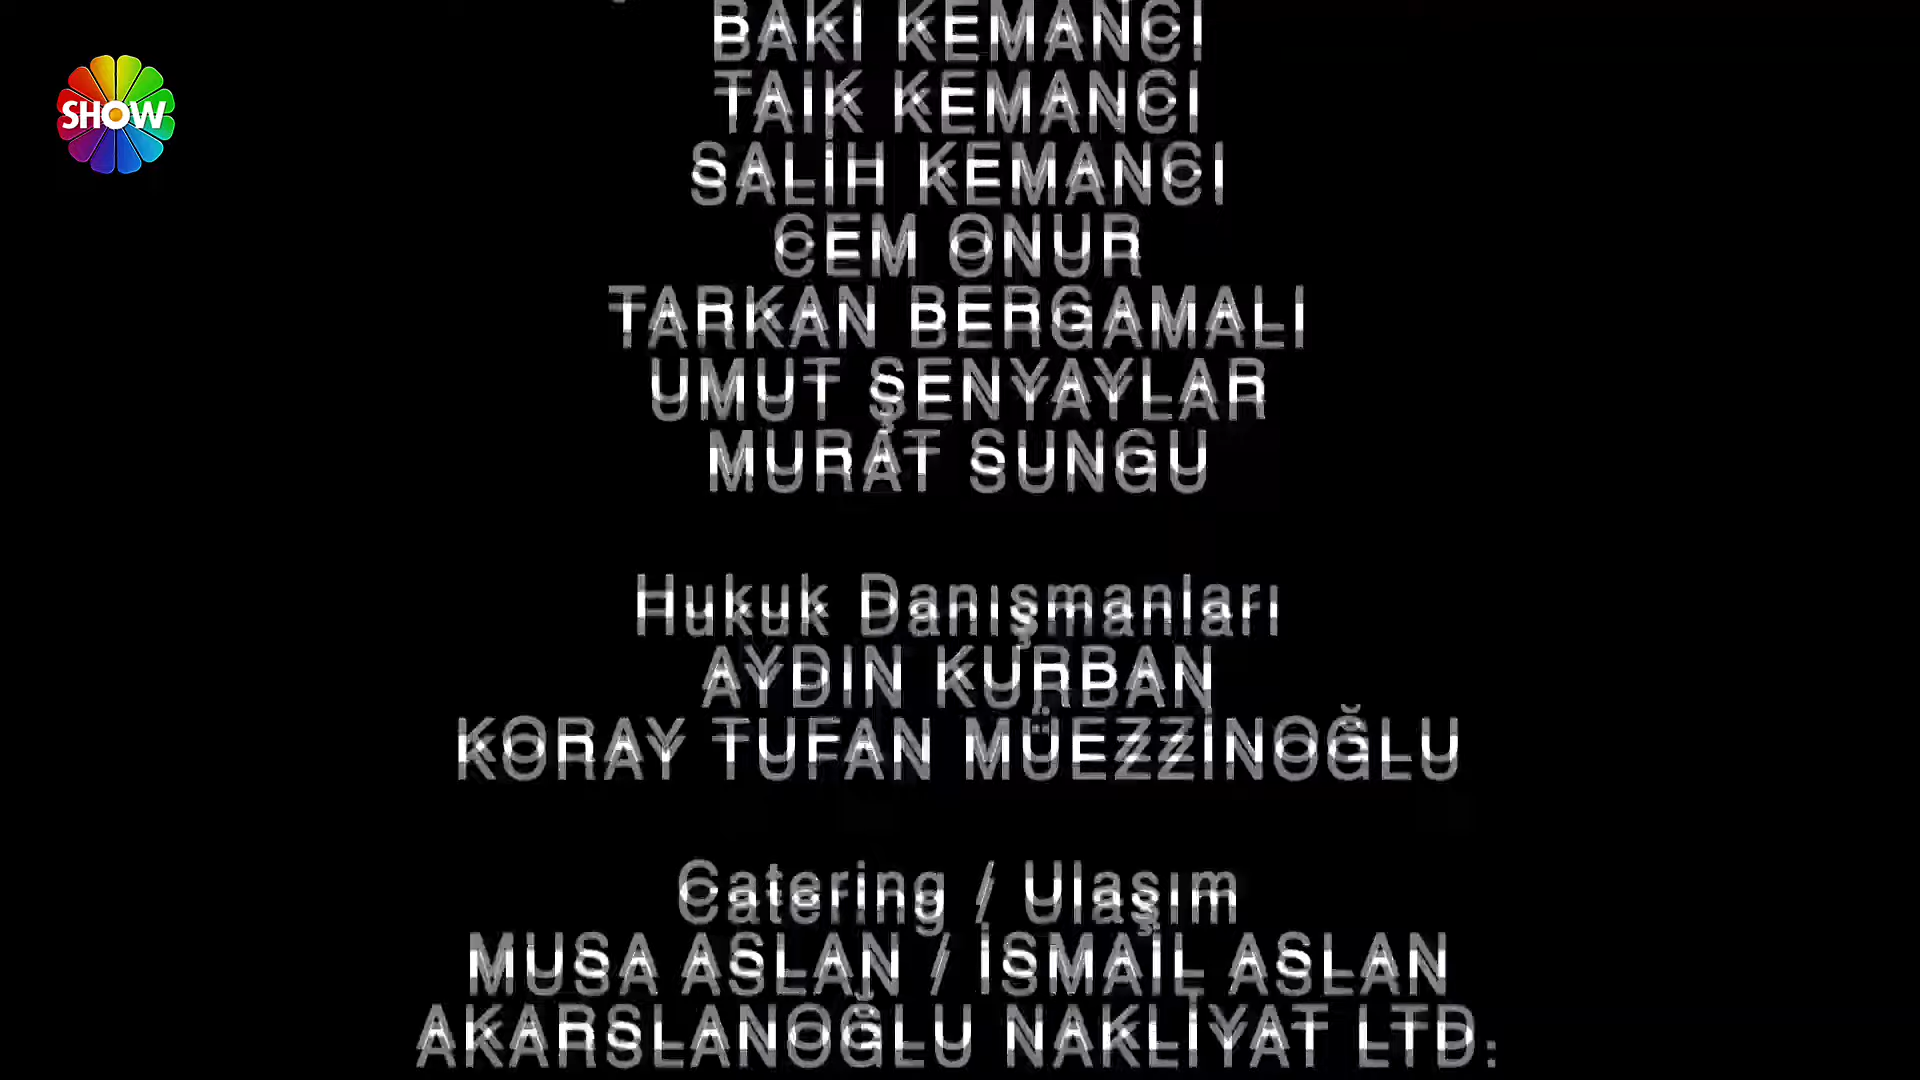 SHOW
BAKİ KEMANCI
TAİK KEMANCI
SALİH KEMANCI
CEM ONUR
TARKAN BERGAMALI
UMUT ŞENYAYLAR
MURAT SUNGU
Hukuk Danışmanları
AYDIN KURBAN
KORAY TUFAN MÜEZZİNOĞLU
Catering / Ulaşım
MUSA ASLAN / İSMAİL ASLAN
AKARSLANOĞLU NAKLİYAT LTD.